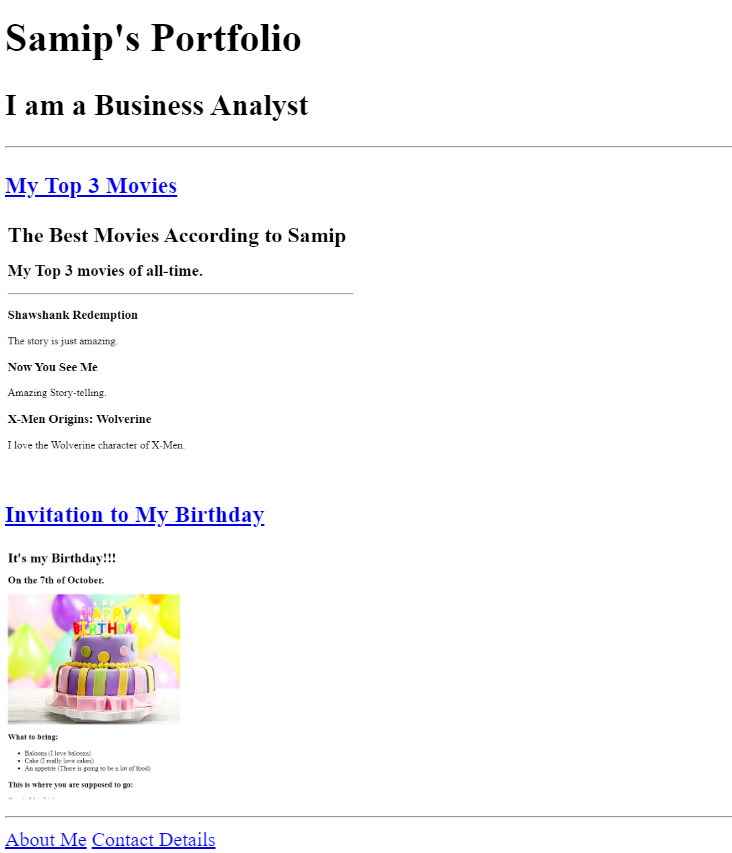 Samip's Portfolio
I am a Business Analyst
My Top 3 Movies
The Best Movies According to Samip
My Top 3 movies of all-time.
Shawshank Redemption
The story is just amazing.
Now You See Me
Amazing Story-telling.
X-Men Origins: Wolverine
I love the Wolverine character of X-Men.
Invitation to My Birthday
It's my Birthday!!!
On the 7th of October.
HAPPY
BIRTHDAY
What to bring:
Baloons (I love baloons)
Cake (I really love cakes)
An appetite (There is going to be a lot of food)
This is where you are supposed to go:
About Me Contact Details